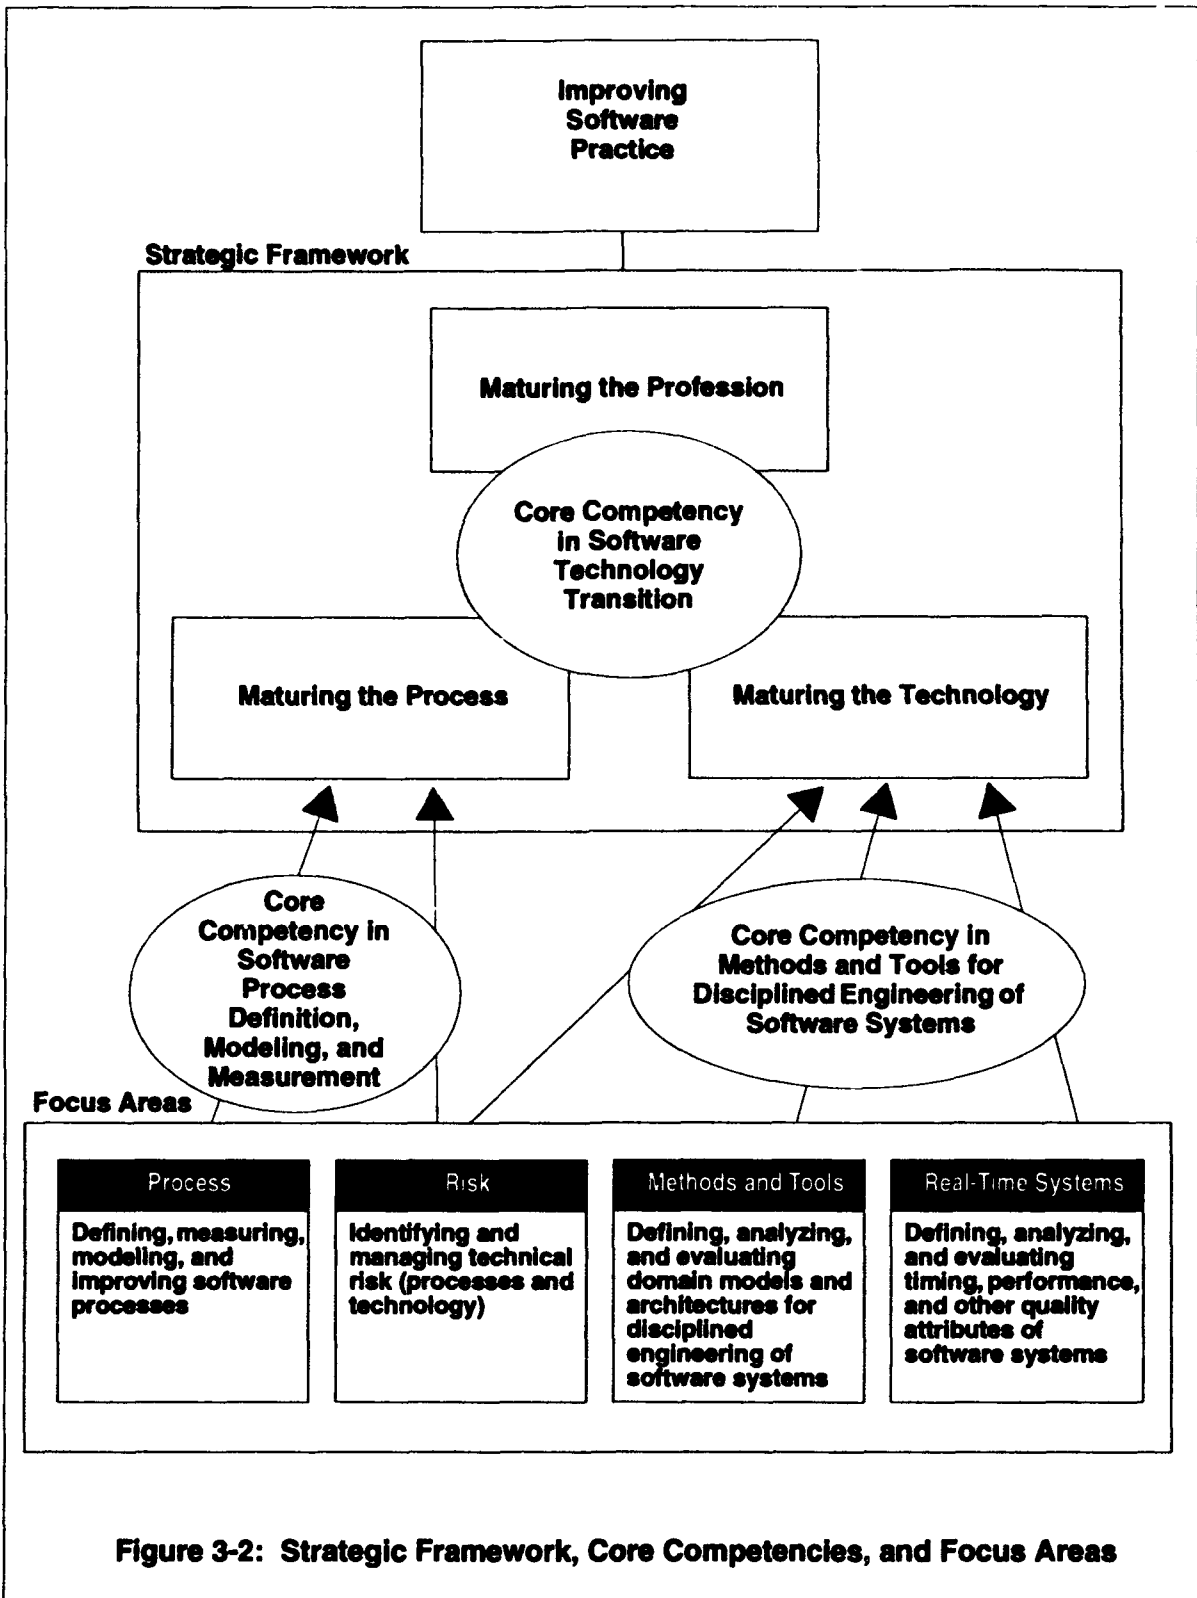 Improving
Software
Practice
Strategic Framework
Maturing the Profession
Core Competency
in Software
Technology
Transition
Maturing the Process
Maturing the Technology
Core
Competency in
Software
Process
Definition,
Modeling, and
Measurement
Core Competency in
Methods and Tools for
Disciplined Engineering of
Software Systems
Focus Areas
Process
Defining, measuring,
modeling, and
improving software
processes
Risk
Identifying and
managing technical
risk (processes and
technology)
Methods and Tools
Defining, analyzing,
and evaluating
domain models and
architectures for
disciplined
engineering of
software systems
Real-Time Systems
Defining, analyzing,
and evaluating
timing, performance,
and other quality
attributes of
software systems
Figure 3-2: Strategic Framework, Core Competencies, and Focus Areas